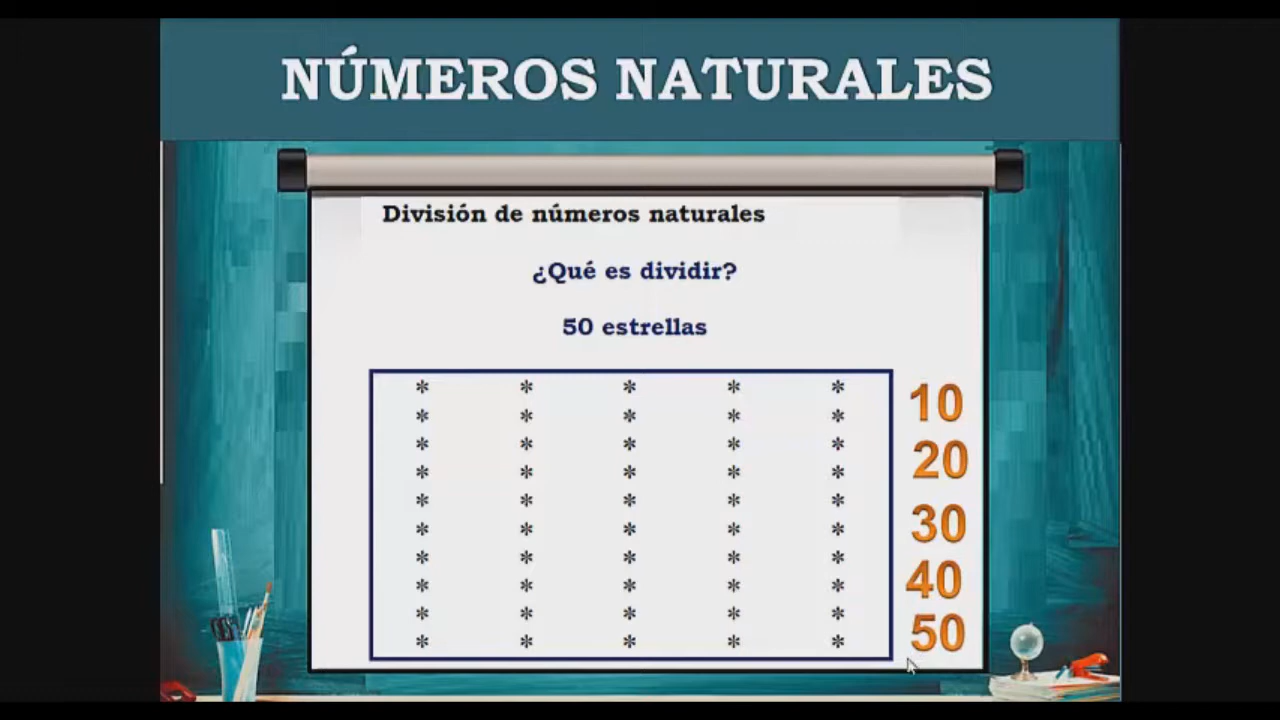 NÚMEROS NATURALES
División de números naturales
¿Qué es dividir?
50 estrellas
* * * * *
* * * * * 10
* * * * *
* * * * * 20
* * * * *
* * * * * 30
* * * * *
* * * * * 40
* * * * *
* * * * * 50